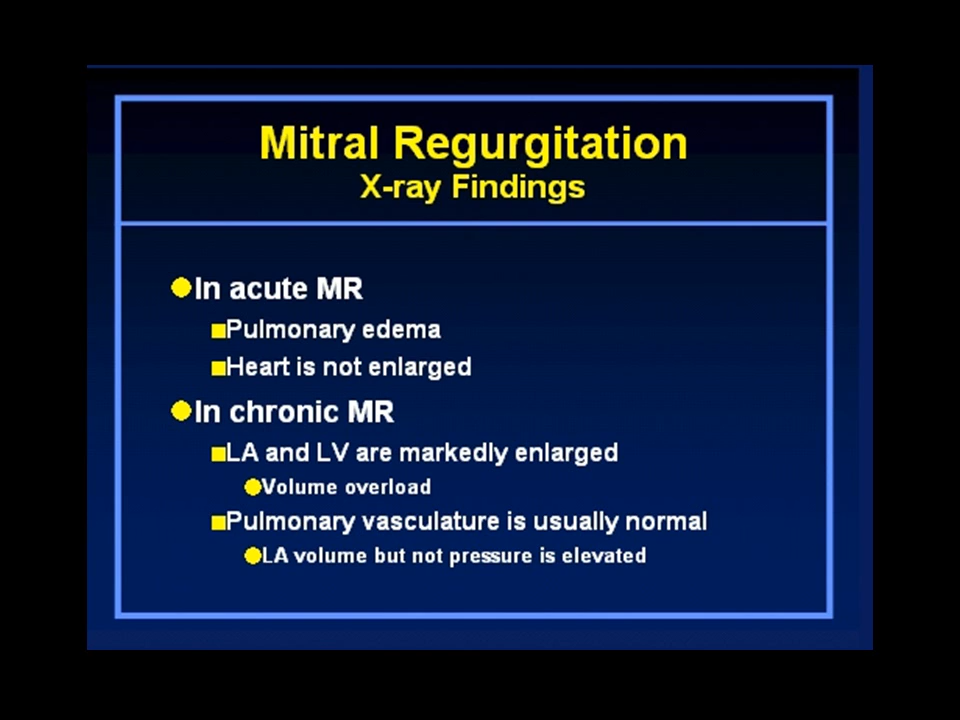 Mitral Regurgitation
X-ray Findings
In acute MR
Pulmonary edema
Heart is not enlarged
In chronic MR
LA and LV are markedly enlarged
Volume overload
Pulmonary vasculature is usually normal
LA volume but not pressure is elevated